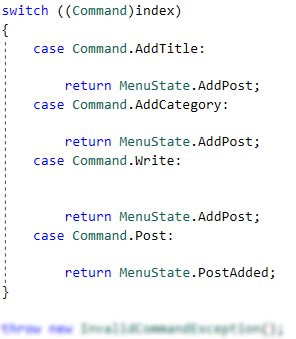 switch ((Command)index)
{
case Command.AddTitle:
return MenuState.AddPost;
case Command.AddCategory:
return MenuState.AddPost;
case Command.Write:
return MenuState.AddPost;
case Command.Post:
return MenuState.PostAdded;
}
throw new InvalidCommandException();